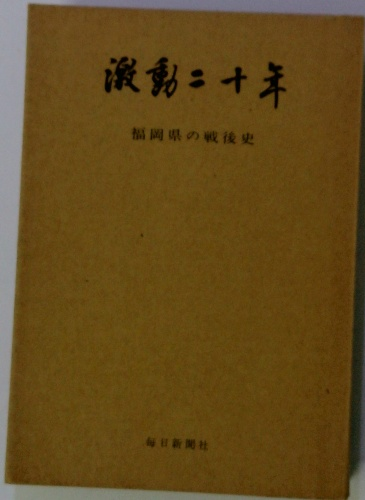 激動二十年
福岡県の戦後史
毎日新聞社